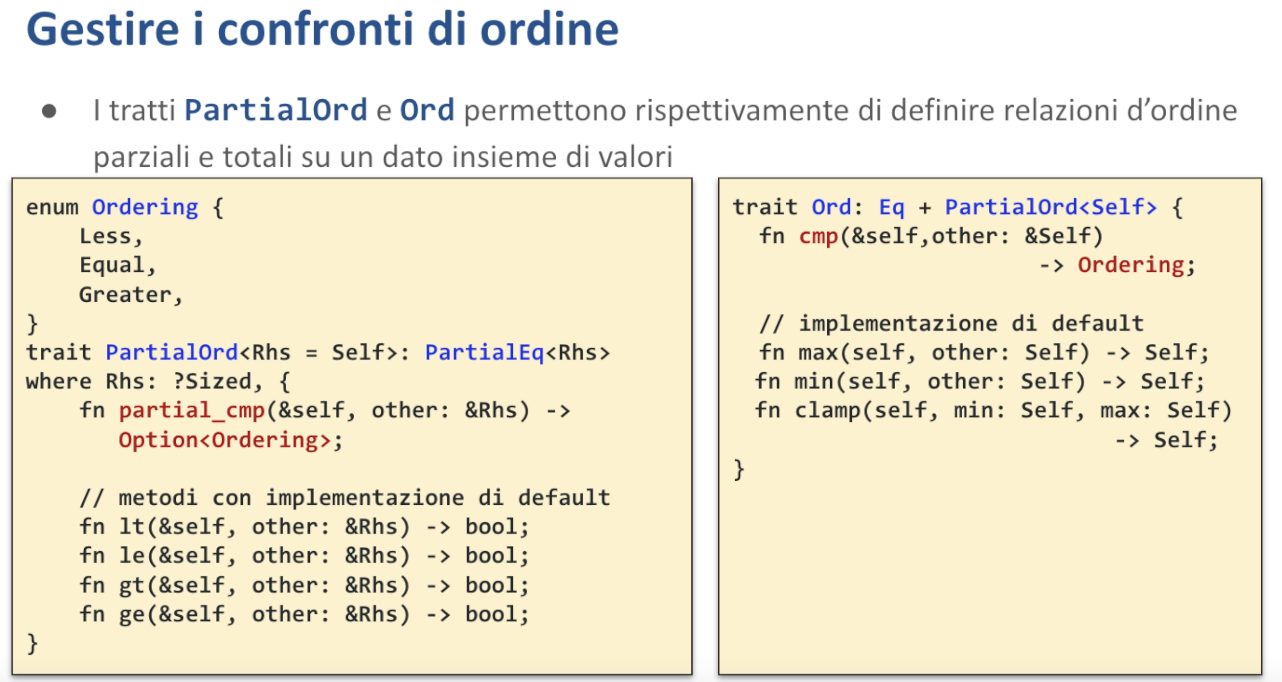 Gestire i confronti di ordine
● I tratti PartialOrd e Ord permettono rispettivamente di definire relazioni d'ordine
parziali e totali su un dato insieme di valori
enum Ordering {
    Less,
    Equal,
    Greater,
}
trait PartialOrd<Rhs = Self>: PartialEq<Rhs>
where Rhs: ?Sized, {
    fn partial_cmp(&self, other: &Rhs) ->
       Option<Ordering>;

    // metodi con implementazione di default
    fn lt(&self, other: &Rhs) -> bool;
    fn le(&self, other: &Rhs) -> bool;
    fn gt(&self, other: &Rhs) -> bool;
    fn ge(&self, other: &Rhs) -> bool;
}
trait Ord: Eq + PartialOrd<Self> {
  fn cmp(&self,other: &Self)
                       -> Ordering;

  // implementazione di default
  fn max(self, other: Self) -> Self;
  fn min(self, other: Self) -> Self;
  fn clamp(self, min: Self, max: Self)
                             -> Self;
}